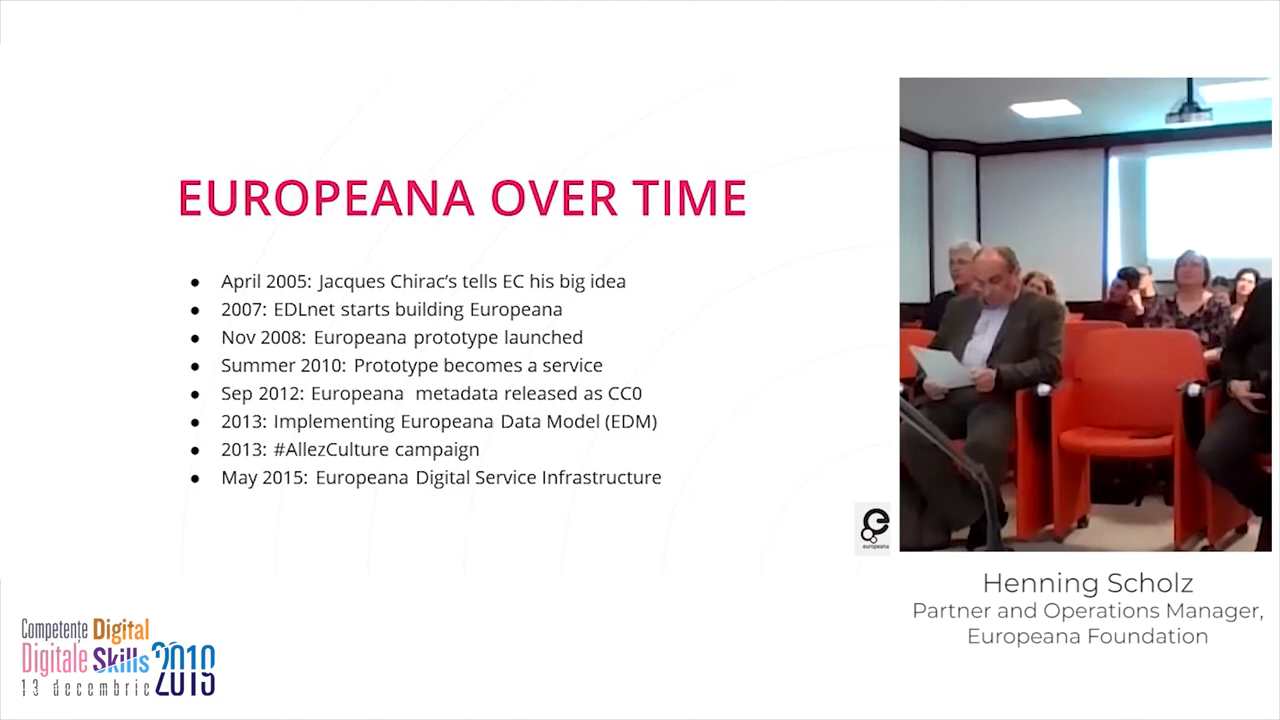 EUROPEANA OVER TIME
● April 2005: Jacques Chirac’s tells EC his big idea
● 2007: EDLnet starts building Europeana
● Nov 2008: Europeana prototype launched
● Summer 2010: Prototype becomes a service
● Sep 2012: Europeana metadata released as CC0
● 2013: Implementing Europeana Data Model (EDM)
● 2013: #AllezCulture campaign
● May 2015: Europeana Digital Service Infrastructure
europeana
Henning Scholz
Partner and Operations Manager,
Europeana Foundation
Competențe Digital
Digitale Skills 2019
13 decembrie